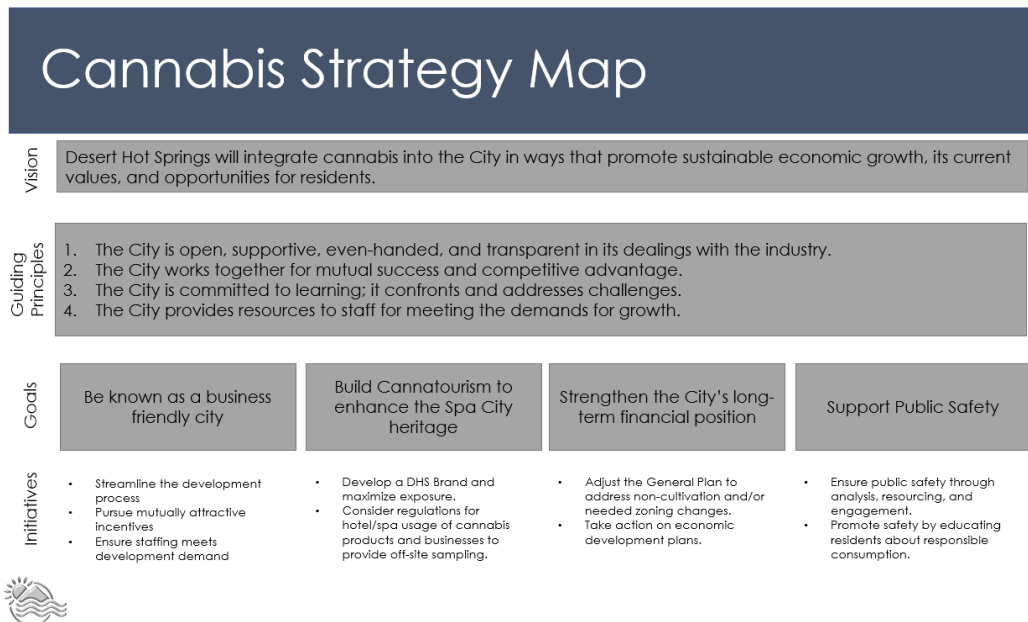 Cannabis Strategy Map
Vision
Desert Hot Springs will integrate cannabis into the City in ways that promote sustainable economic growth, its current
values, and opportunities for residents.
Guiding
Principles
1. The City is open, supportive, even-handed, and transparent in its dealings with the industry.
2. The City works together for mutual success and competitive advantage.
3. The City is committed to learning; it confronts and addresses challenges.
4. The City provides resources to staff for meeting the demands for growth.
Goals
Be known as a business
friendly city
Build Cannatourism to
enhance the Spa City
heritage
Strengthen the City's long-
term financial position
Support Public Safety
Initiatives
• Streamline the development
process
• Pursue mutually attractive
incentives
• Ensure staffing meets
development demand
• Develop a DHS Brand and
maximize exposure.
• Consider regulations for
hotel/spa usage of cannabis
products and businesses to
provide off-site sampling.
• Adjust the General Plan to
address non-cultivation and/or
needed zoning changes.
• Take action on economic
development plans.
• Ensure public safety through
analysis, resourcing, and
engagement.
• Promote safety by educating
residents about responsible
consumption.